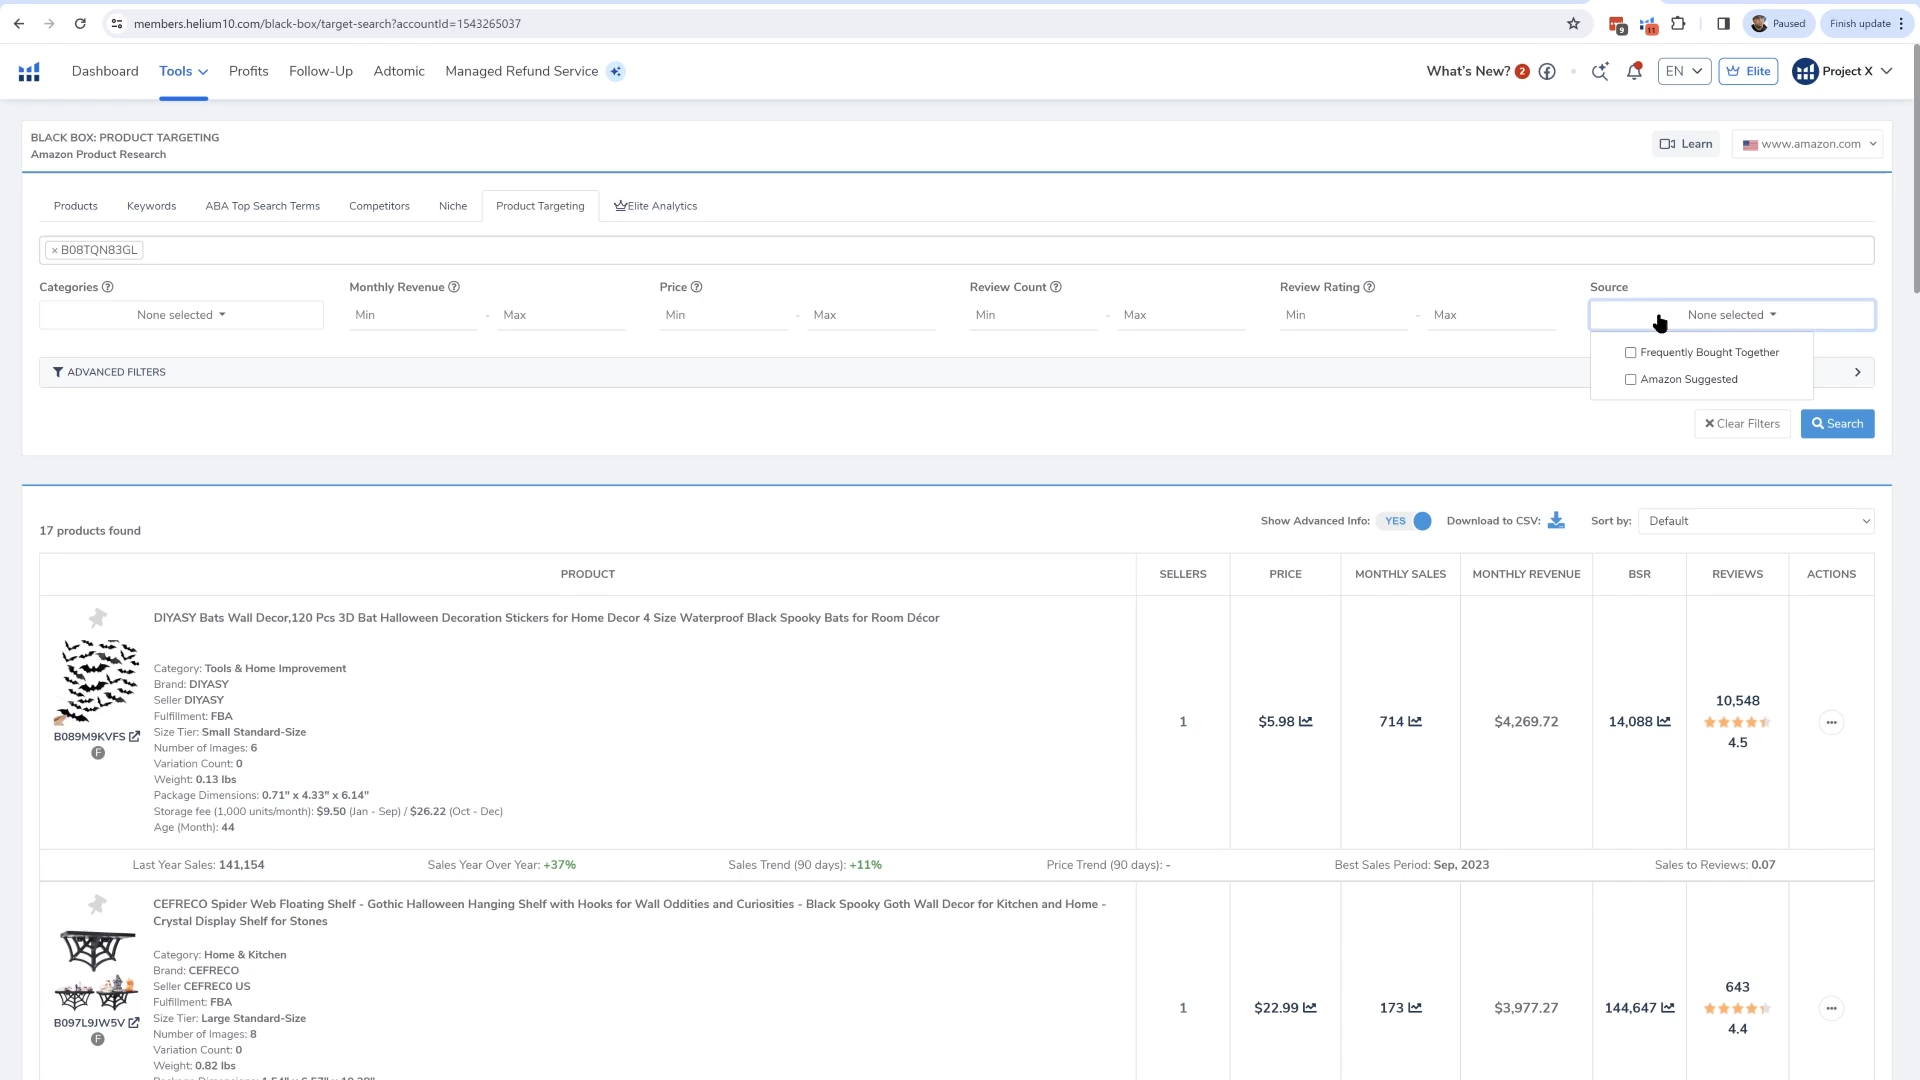 members.helium10.com/black-box/target-search?accountId=1543265037
9
11
Paused
Finish update
Dashboard
Tools
Profits
Follow-Up
Adtomic
Managed Refund Service
What's New? 2
EN
Elite
Project X
BLACK BOX: PRODUCT TARGETING
Amazon Product Research
Learn
www.amazon.com
Products
Keywords
ABA Top Search Terms
Competitors
Niche
Product Targeting
Elite Analytics
× B08TQN83GL
Categories ?
Monthly Revenue ?
Price ?
Review Count ?
Review Rating ?
Source
None selected
Min - Max
Min - Max
Min - Max
Min - Max
None selected
Frequently Bought Together
Amazon Suggested
ADVANCED FILTERS
Clear Filters
Search
17 products found
Show Advanced Info: YES
Download to CSV:
Sort by: Default
PRODUCT
SELLERS
PRICE
MONTHLY SALES
MONTHLY REVENUE
BSR
REVIEWS
ACTIONS
DIYASY Bats Wall Decor,120 Pcs 3D Bat Halloween Decoration Stickers for Home Decor 4 Size Waterproof Black Spooky Bats for Room Décor
B089M9KVFS
F
Category: Tools & Home Improvement
Brand: DIYASY
Seller DIYASY
Fulfillment: FBA
Size Tier: Small Standard-Size
Number of Images: 6
Variation Count: 0
Weight: 0.13 lbs
Package Dimensions: 0.71" x 4.33" x 6.14"
Storage fee (1,000 units/month): $9.50 (Jan - Sep) / $26.22 (Oct - Dec)
Age (Month): 44
1
$5.98
714
$4,269.72
14,088
10,548
4.5
Last Year Sales: 141,154
Sales Year Over Year: +37%
Sales Trend (90 days): +11%
Price Trend (90 days): -
Best Sales Period: Sep, 2023
Sales to Reviews: 0.07
CEFRECO Spider Web Floating Shelf - Gothic Halloween Hanging Shelf with Hooks for Wall Oddities and Curiosities - Black Spooky Goth Wall Decor for Kitchen and Home -
Crystal Display Shelf for Stones
B097L9JW5V
F
Category: Home & Kitchen
Brand: CEFRECO
Seller CEFREC0 US
Fulfillment: FBA
Size Tier: Large Standard-Size
Number of Images: 8
Variation Count: 0
Weight: 0.82 lbs
1
$22.99
173
$3,977.27
144,647
643
4.4